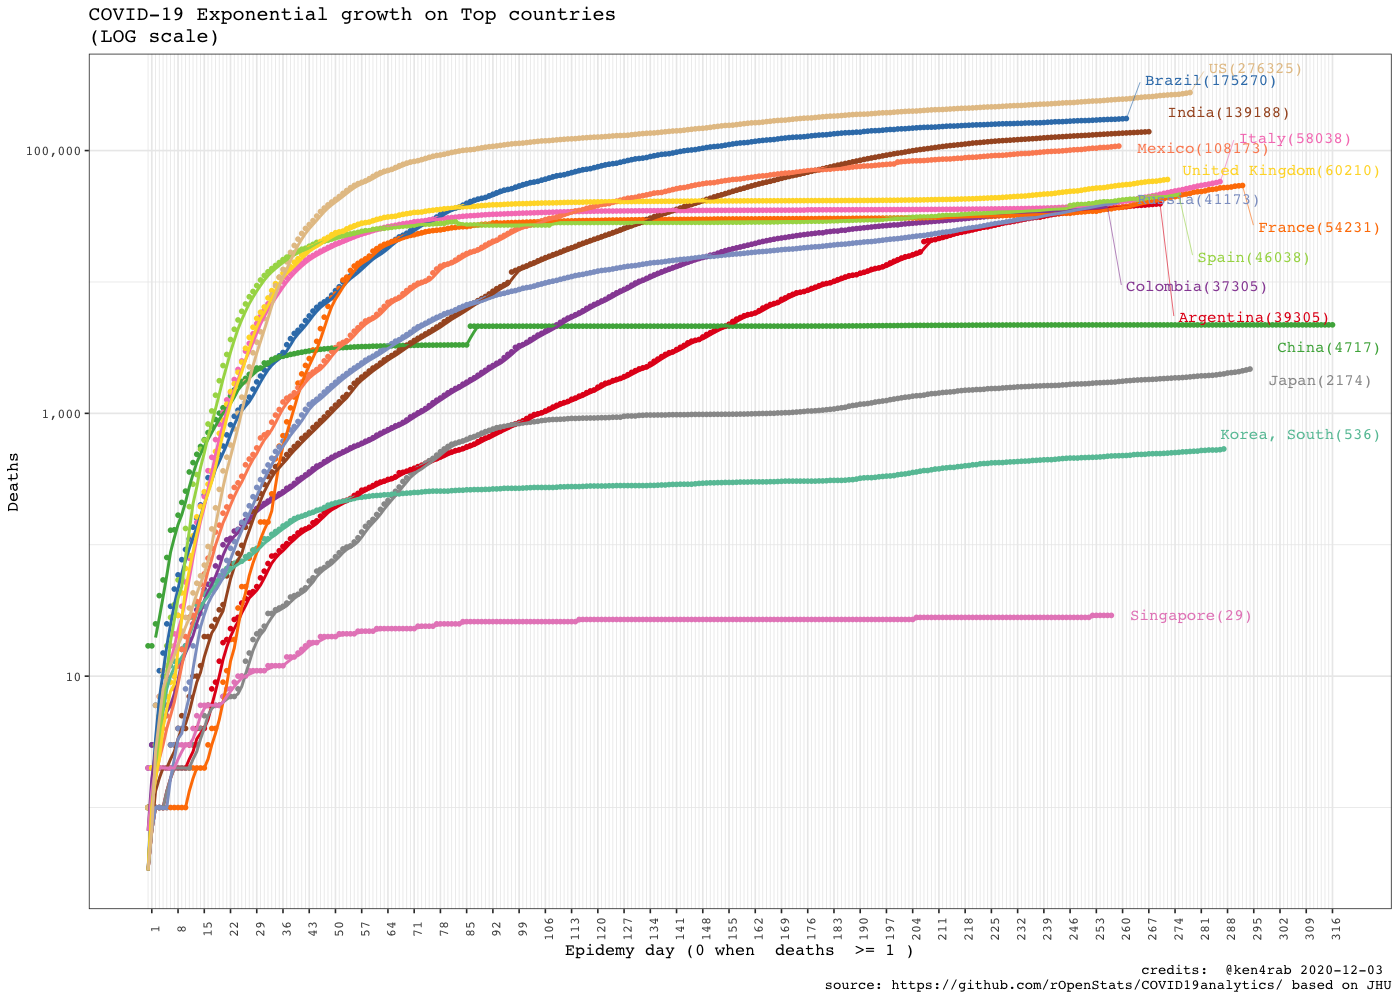 COVID-19 Exponential growth on Top countries
(LOG scale)
US(276325)
Brazil(175270)
India(139188)
Italy(58038)
Mexico(108173)
United Kingdom(60210)
Russia(41173)
France(54231)
Spain(46038)
Colombia(37305)
Argentina(39305)
China(4717)
Japan(2174)
Korea, South(536)
Singapore(29)
100,000
1,000
10
Deaths
1 8 15 22 29 36 43 50 57 64 71 78 85 92 99 106 113 120 127 134 141 148 155 162 169 176 183 190 197 204 211 218 225 232 239 246 253 260 267 274 281 288 295 302 309 316
Epidemy day (0 when  deaths  >= 1 )
credits:  @ken4rab 2020-12-03
source: https://github.com/rOpenStats/COVID19analytics/ based on JHU